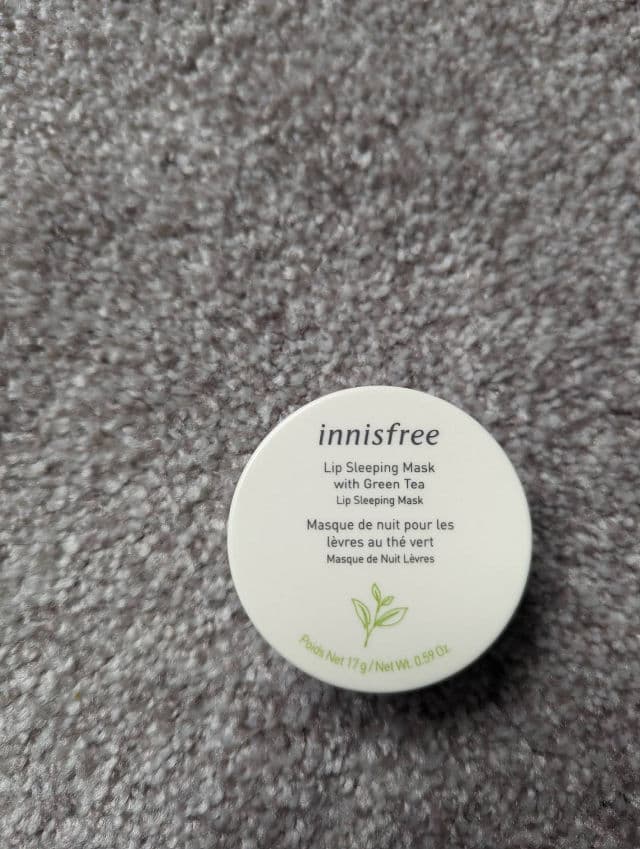 innisfree
Lip Sleeping Mask
with Green Tea
Lip Sleeping Mask
Masque de nuit pour les
lèvres au thé vert
Masque de Nuit Lèvres
Poids Net 17 g / Net Wt. 0.59 Oz.